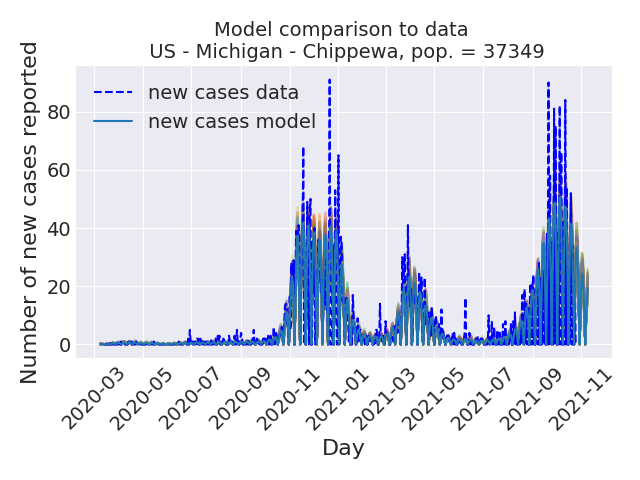 Model comparison to data
US - Michigan - Chippewa, pop. = 37349
Number of new cases reported
80
60
40
20
0
new cases data
new cases model
2020-03
2020-05
2020-07
2020-09
2020-11
2021-01
2021-03
2021-05
2021-07
2021-09
2021-11
Day